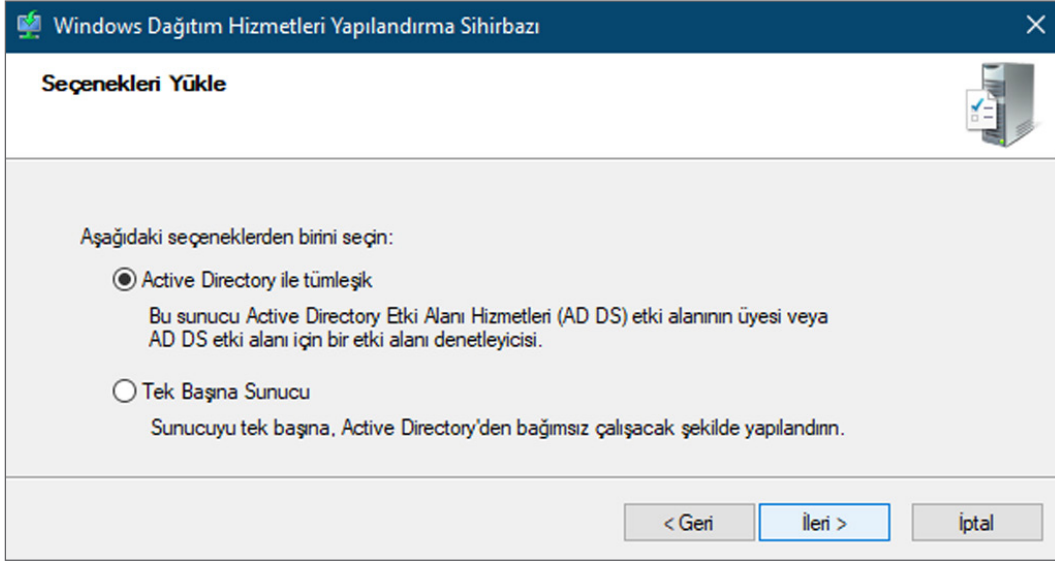 Windows Dağıtım Hizmetleri Yapılandırma Sihirbazı
Seçenekleri Yükle
Aşağıdaki seçeneklerden birini seçin:
Active Directory ile tümleşik
Bu sunucu Active Directory Etki Alanı Hizmetleri (AD DS) etki alanının üyesi veya
AD DS etki alanı için bir etki alanı denetleyicisi.
Tek Başına Sunucu
Sunucuyu tek başına, Active Directory'den bağımsız çalışacak şekilde yapılandırın.
< Geri
İleri >
İptal